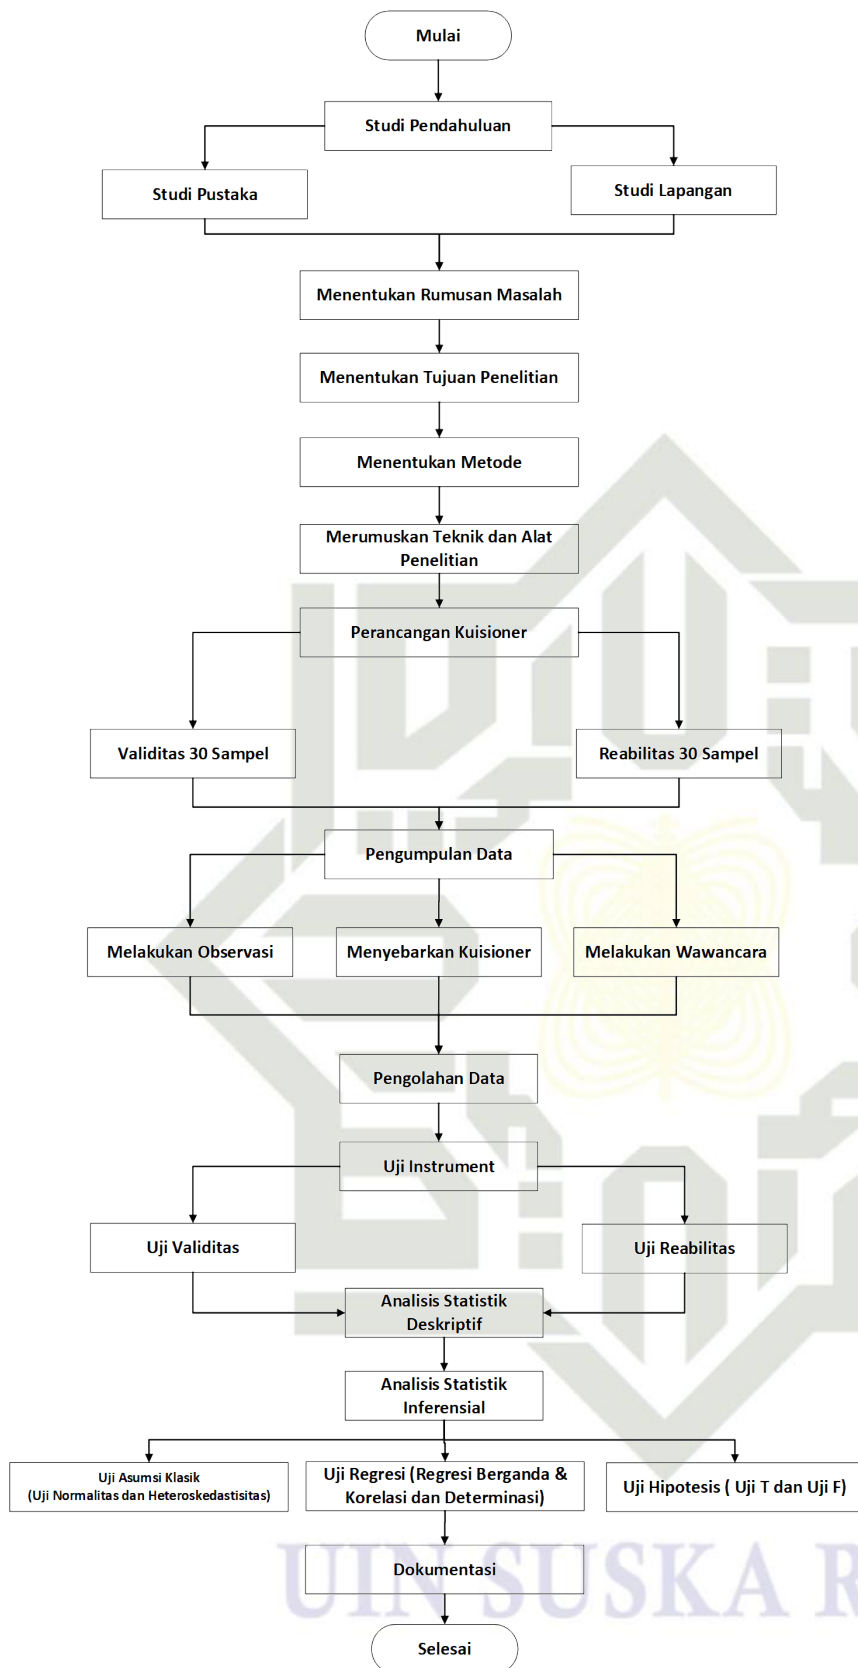 Mulai
Studi Pendahuluan
Studi Pustaka
Studi Lapangan
Menentukan Rumusan Masalah
Menentukan Tujuan Penelitian
Menentukan Metode
Merumuskan Teknik dan Alat
Penelitian
Perancangan Kuisioner
Validitas 30 Sampel
Reabilitas 30 Sampel
Pengumpulan Data
Melakukan Observasi
Menyebarkan Kuisioner
Melakukan Wawancara
Pengolahan Data
Uji Instrument
Uji Validitas
Uji Reabilitas
Analisis Statistik
Deskriptif
Analisis Statistik
Inferensial
Uji Asumsi Klasik
(Uji Normalitas dan Heteroskedastisitas)
Uji Regresi (Regresi Berganda &
Korelasi dan Determinasi)
Uji Hipotesis ( Uji T dan Uji F)
Dokumentasi
UIN SUSKA R
Selesai